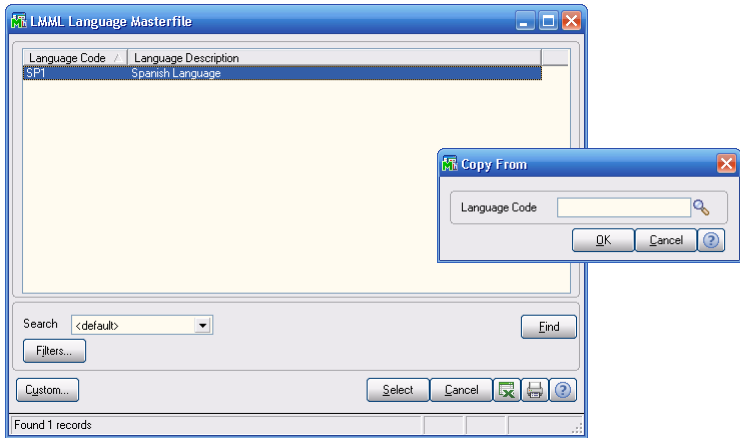 LMML Language Masterfile
Language Code / Language Description
SP1 Spanish Language
Copy From
Language Code
OK Cancel ?
Search <default> Find
Filters...
Custom... Select Cancel ?
Found 1 records